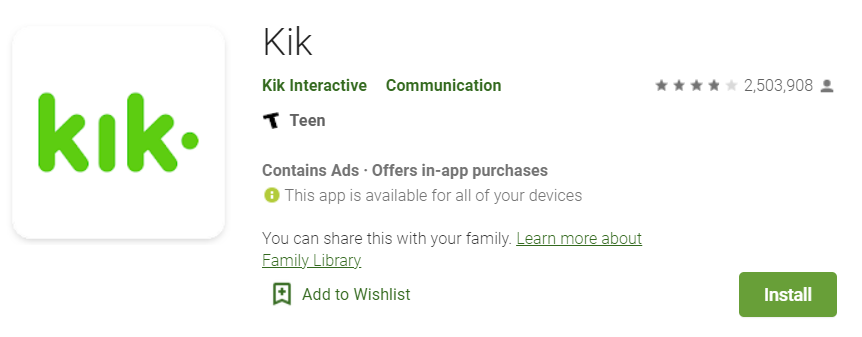 kik·
Kik
Kik Interactive Communication 2,503,908
T Teen
Contains Ads · Offers in-app purchases
This app is available for all of your devices
You can share this with your family. Learn more about
Family Library
Add to Wishlist
Install